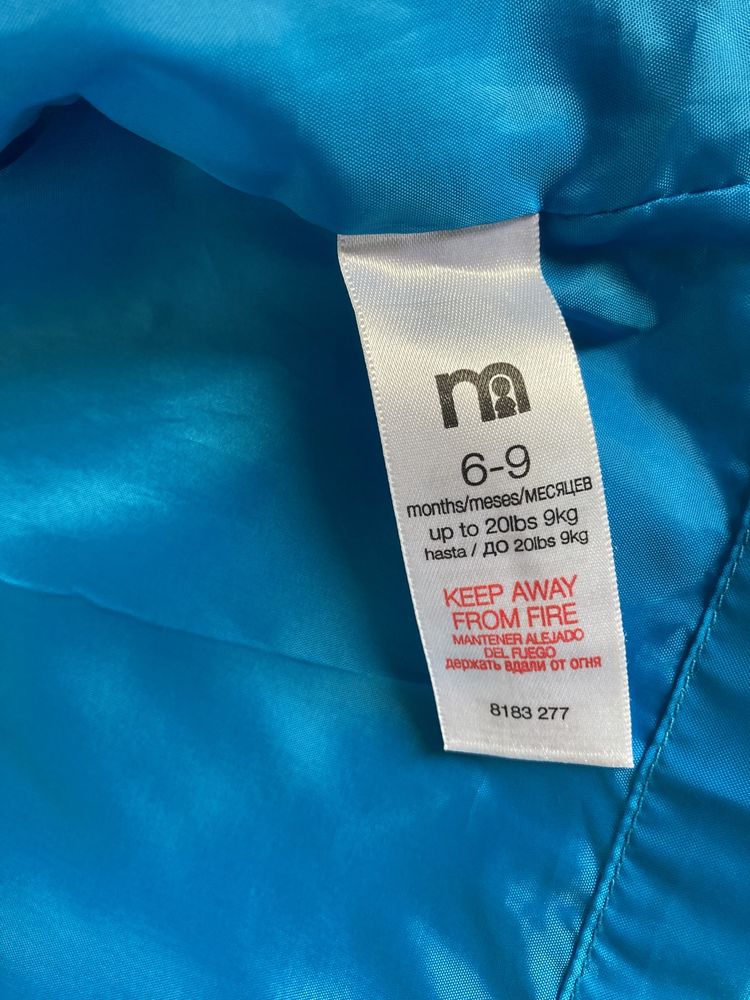 m
6-9
months/meses/МЕСЯЦЕВ
up to 20lbs 9kg
hasta / ДО 20lbs 9kg
KEEP AWAY
FROM FIRE
MANTENER ALEJADO
DEL FUEGO
держать вдали от огня
8183 277